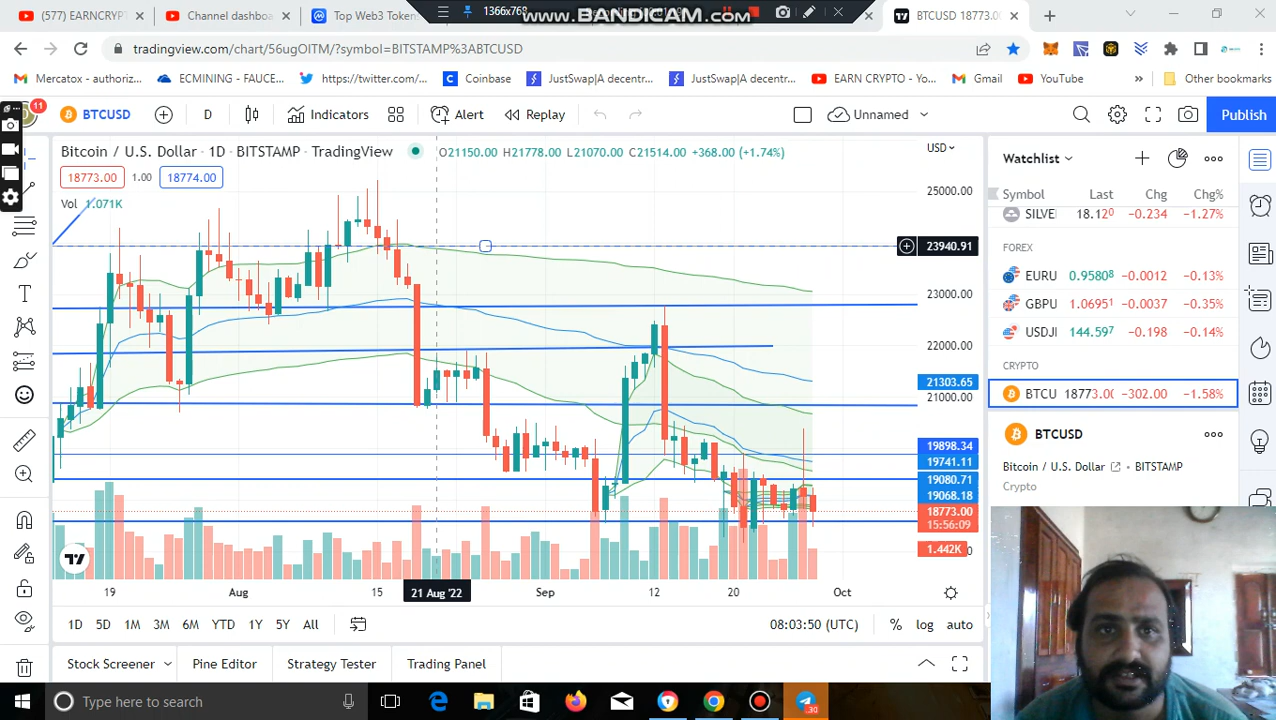 (577) EARNCRYPT
Channel dashboa
Top Web3 Token
1366x768
www.BANDICAM.com
BTCUSD 18773.0
tradingview.com/chart/56ugOITM/?symbol=BITSTAMP%3ABTCUSD
Mercatox - authoriz...
ECMINING - FAUCE...
https://twitter.com/...
Coinbase
JustSwap|A decentr...
JustSwap|A decentr...
EARN CRYPTO - Yo...
Gmail
YouTube
»
Other bookmarks
11
BTCUSD
D
Indicators
Alert
Replay
Unnamed
Publish
Bitcoin / U.S. Dollar · 1D · BITSTAMP · TradingView
O21150.00 H21778.00 L21070.00 C21514.00 +368.00 (+1.74%)
USD
18773.00
1.00
18774.00
Vol 1.071K
25000.00
23940.91
23000.00
22000.00
21303.65
21000.00
19898.34
19741.11
19080.71
19068.18
18773.00
15:56:09
1.442K
19
Aug
15
21 Aug '22
Sep
12
20
Oct
1D
5D
1M
3M
6M
YTD
1Y
5Y
All
08:03:50 (UTC)
%
log
auto
Stock Screener
Pine Editor
Strategy Tester
Trading Panel
Watchlist
Symbol Last Chg Chg%
SILVE 18.120 -0.234 -1.27%
FOREX
EURU 0.95808 -0.0012 -0.13%
GBPU 1.06951 -0.0037 -0.35%
USDJ 144.597 -0.198 -0.14%
CRYPTO
BTCU 18773.0 -302.00 -1.58%
BTCUSD
Bitcoin / U.S. Dollar · BITSTAMP
Crypto
Type here to search
30